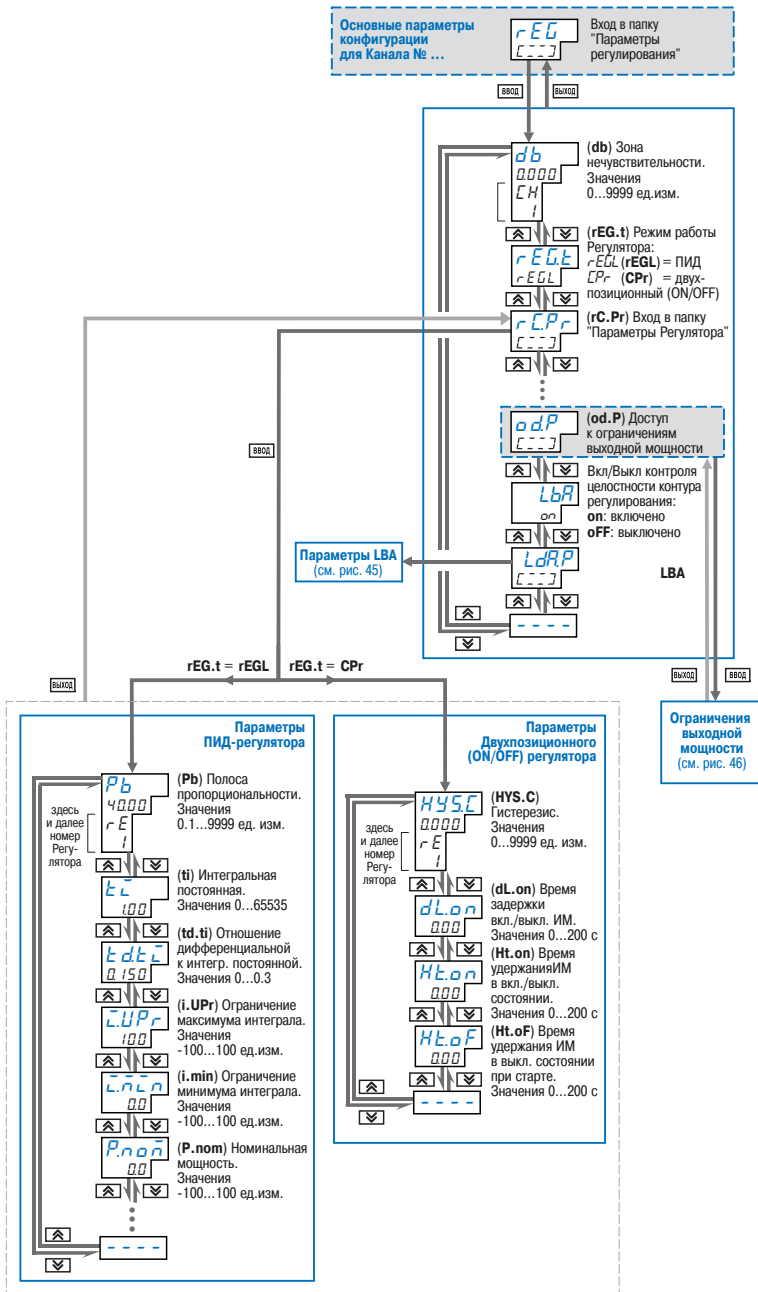 Основные параметры
конфигурации
для Канала № ...
rEG
[---]
Вход в папку
"Параметры
регулирования"
ВВОД
ВЫХОД
db
0.000
CH
1
(db) Зона
нечувствительности.
Значения
0...9999 ед.изм.
rEG.t
rEGL
(rEG.t) Режим работы
Регулятора:
rEGL (rEGL) = ПИД
CPr (CPr) = двух-
позиционный (ON/OFF)
rC.Pr
[---]
(rC.Pr) Вход в папку
"Параметры Регулятора"
od.P
[---]
(od.P) Доступ
к ограничениям
выходной мощности
ВВОД
LbA
on
Вкл/Выкл контроля
целостности контура
регулирования:
on: включено
oFF: выключено
Параметры LBA
(см. рис. 45)
LdA.P
[---]
LBA
----
rEG.t = rEGL
rEG.t = CPr
ВЫХОД
ВЫХОД
ВВОД
Ограничения
выходной
мощности
(см. рис. 46)
Параметры
ПИД-регулятора
Pb
40.00
rE
1
здесь
и далее
номер
Регу-
лятора
(Pb) Полоса
пропорциональности.
Значения
0.1...9999 ед. изм.
ti
1.00
(ti) Интегральная
постоянная.
Значения 0...65535
td.ti
0.150
(td.ti) Отношение
дифференциальной
к интегр. постоянной.
Значения 0...0.3
i.UPr
100
(i.UPr) Ограничение
максимума интеграла.
Значения
-100...100 ед.изм.
i.min
0.0
(i.min) Ограничение
минимума интеграла.
Значения
-100...100 ед.изм.
P.nom
0.0
(P.nom) Номинальная
мощность.
Значения
-100...100 ед.изм.
----
Параметры
Двухпозиционного
(ON/OFF) регулятора
HYS.C
0.000
rE
1
здесь
и далее
номер
Регу-
лятора
(HYS.C)
Гистерезис.
Значения
0...9999 ед. изм.
dL.on
0.00
(dL.on) Время
задержки
вкл./выкл. ИМ.
Значения 0...200 с
Ht.on
0.00
(Ht.on) Время
удержанияИМ
в вкл./выкл.
состоянии.
Значения 0...200 с
Ht.oF
0.00
(Ht.oF) Время
удержания ИМ
в выкл. состоянии
при старте.
Значения 0...200 с
----